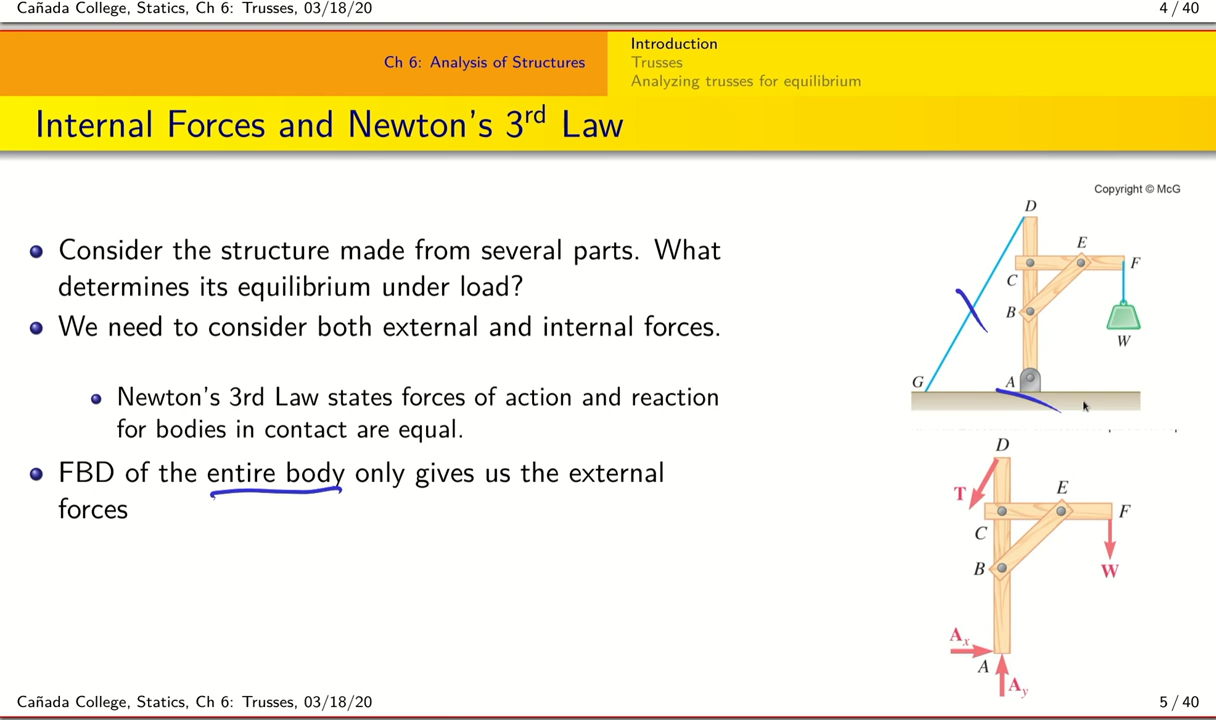 Cañada College, Statics, Ch 6: Trusses, 03/18/20 4 / 40
Ch 6: Analysis of Structures
Introduction
Trusses
Analyzing trusses for equilibrium
Internal Forces and Newton's 3rd Law
Consider the structure made from several parts. What
determines its equilibrium under load?
We need to consider both external and internal forces.
Newton's 3rd Law states forces of action and reaction
for bodies in contact are equal.
FBD of the entire body only gives us the external
forces
Copyright © McG
D
E
F
C
B
W
G
A
D
T
E
F
C
B
W
Ax
A
Ay
Cañada College, Statics, Ch 6: Trusses, 03/18/20 5 / 40